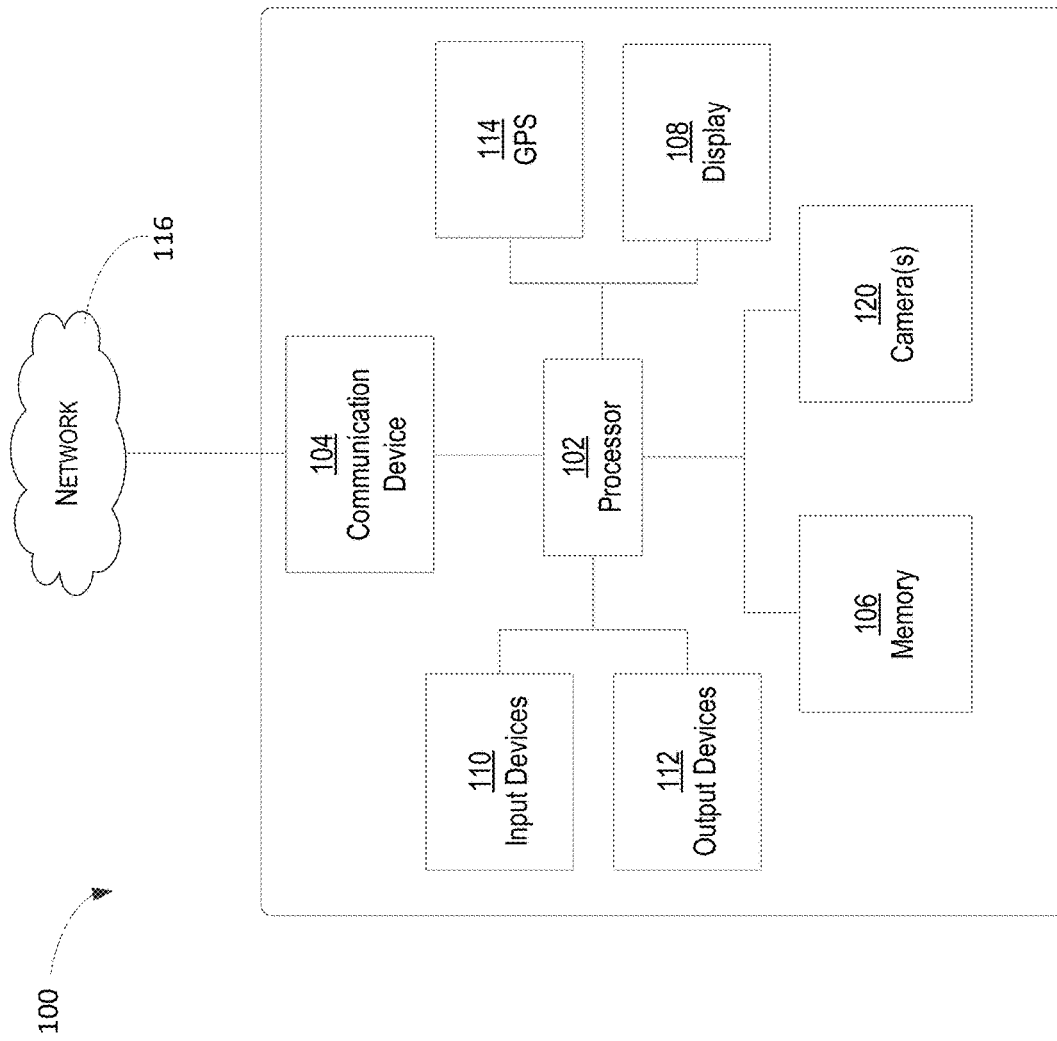 100
NETWORK
116
104
Communication
Device
110
Input Devices
112
Output Devices
102
Processor
114
GPS
108
Display
106
Memory
120
Camera(s)